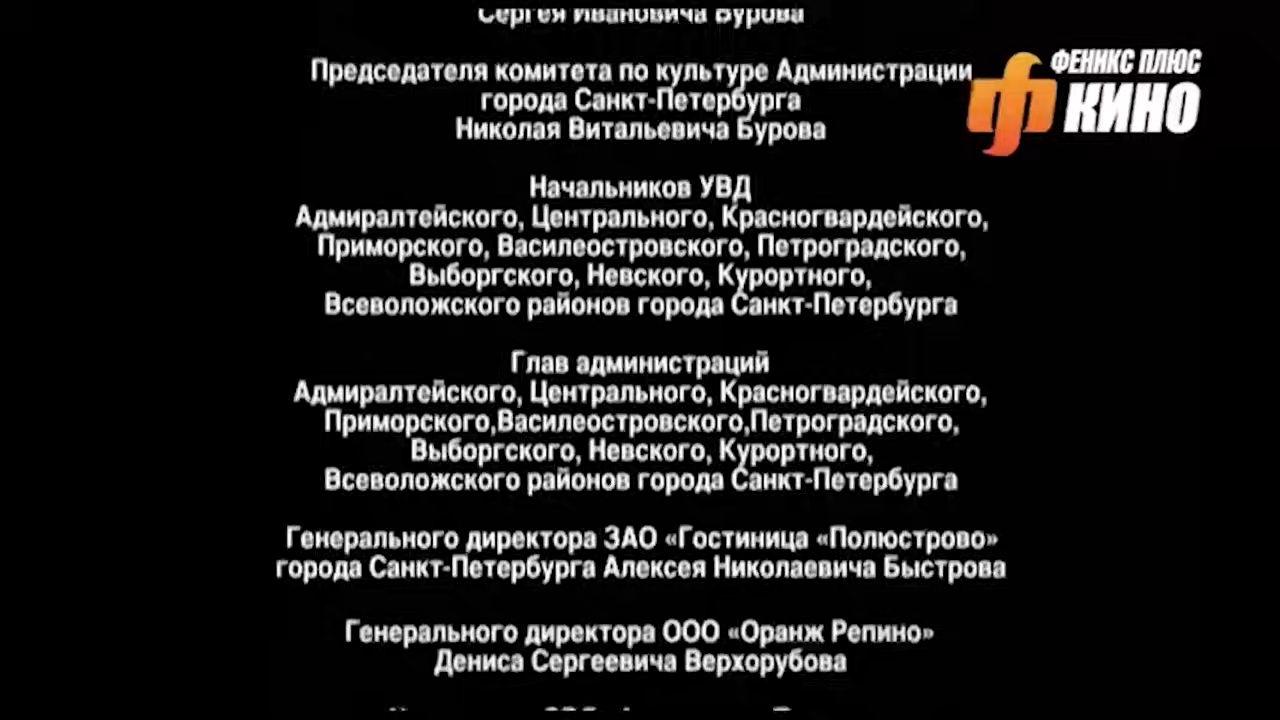 Сергея Ивановича Бурова
ФЕНИКС ПЛЮС
КИНО
Председателя комитета по культуре Администрации
города Санкт-Петербурга
Николая Витальевича Бурова
Начальников УВД
Адмиралтейского, Центрального, Красногвардейского,
Приморского, Василеостровского, Петроградского,
Выборгского, Невского, Курортного,
Всеволожского районов города Санкт-Петербурга
Глав администраций
Адмиралтейского, Центрального, Красногвардейского,
Приморского,Василеостровского,Петроградского,
Выборгского, Невского, Курортного,
Всеволожского районов города Санкт-Петербурга
Генерального директора ЗАО «Гостиница «Полюстрово»
города Санкт-Петербурга Алексея Николаевича Быстрова
Генерального директора ООО «Оранж Репино»
Дениса Сергеевича Верхорубова